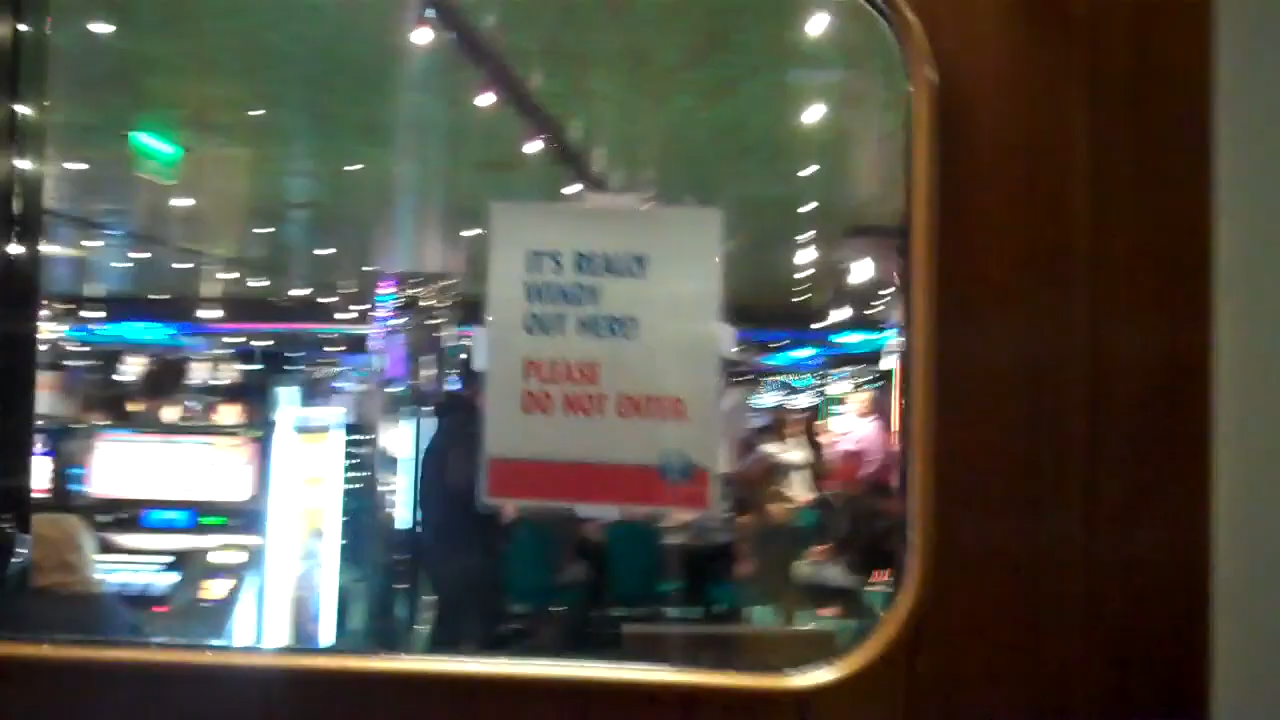 IT'S REALLY
WINDY
OUT HERE!
PLEASE
DO NOT ENTER.